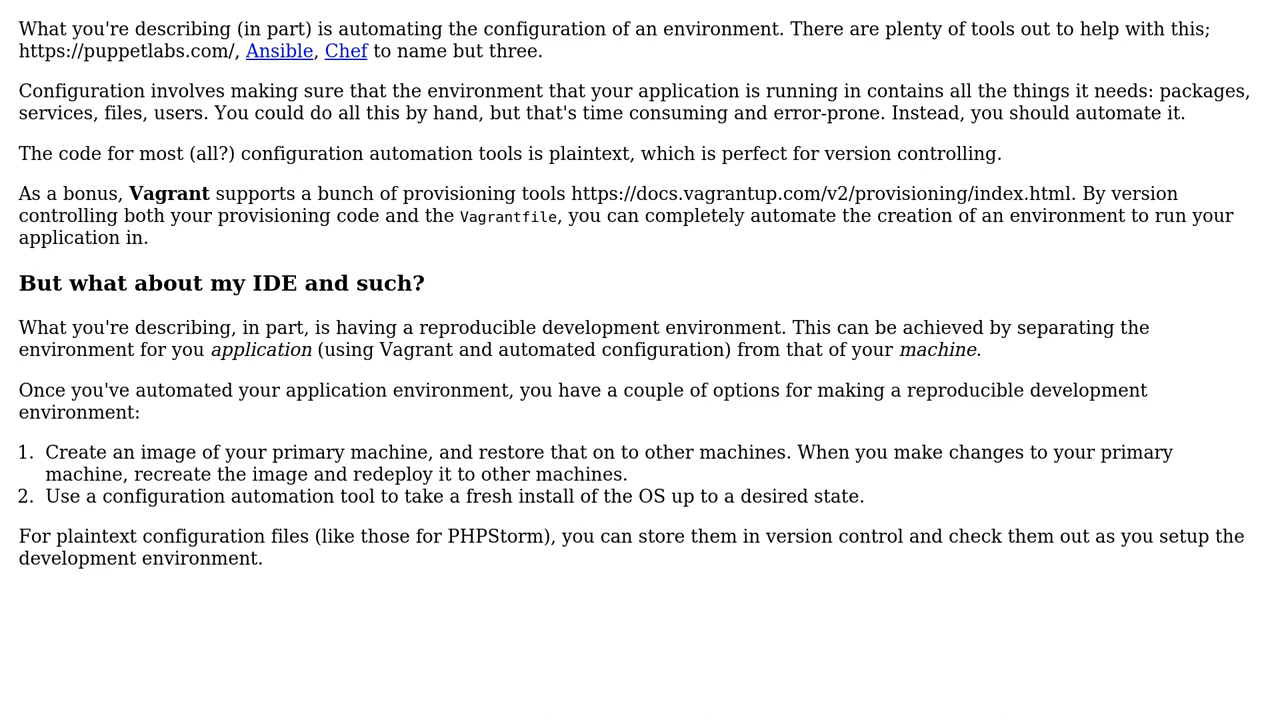 What you're describing (in part) is automating the configuration of an environment. There are plenty of tools out to help with this;
https://puppetlabs.com/, Ansible, Chef to name but three.
Configuration involves making sure that the environment that your application is running in contains all the things it needs: packages,
services, files, users. You could do all this by hand, but that's time consuming and error-prone. Instead, you should automate it.
The code for most (all?) configuration automation tools is plaintext, which is perfect for version controlling.
As a bonus, Vagrant supports a bunch of provisioning tools https://docs.vagrantup.com/v2/provisioning/index.html. By version
controlling both your provisioning code and the Vagrantfile, you can completely automate the creation of an environment to run your
application in.
But what about my IDE and such?
What you're describing, in part, is having a reproducible development environment. This can be achieved by separating the
environment for you application (using Vagrant and automated configuration) from that of your machine.
Once you've automated your application environment, you have a couple of options for making a reproducible development
environment:
1. Create an image of your primary machine, and restore that on to other machines. When you make changes to your primary
machine, recreate the image and redeploy it to other machines.
2. Use a configuration automation tool to take a fresh install of the OS up to a desired state.
For plaintext configuration files (like those for PHPStorm), you can store them in version control and check them out as you setup the
development environment.